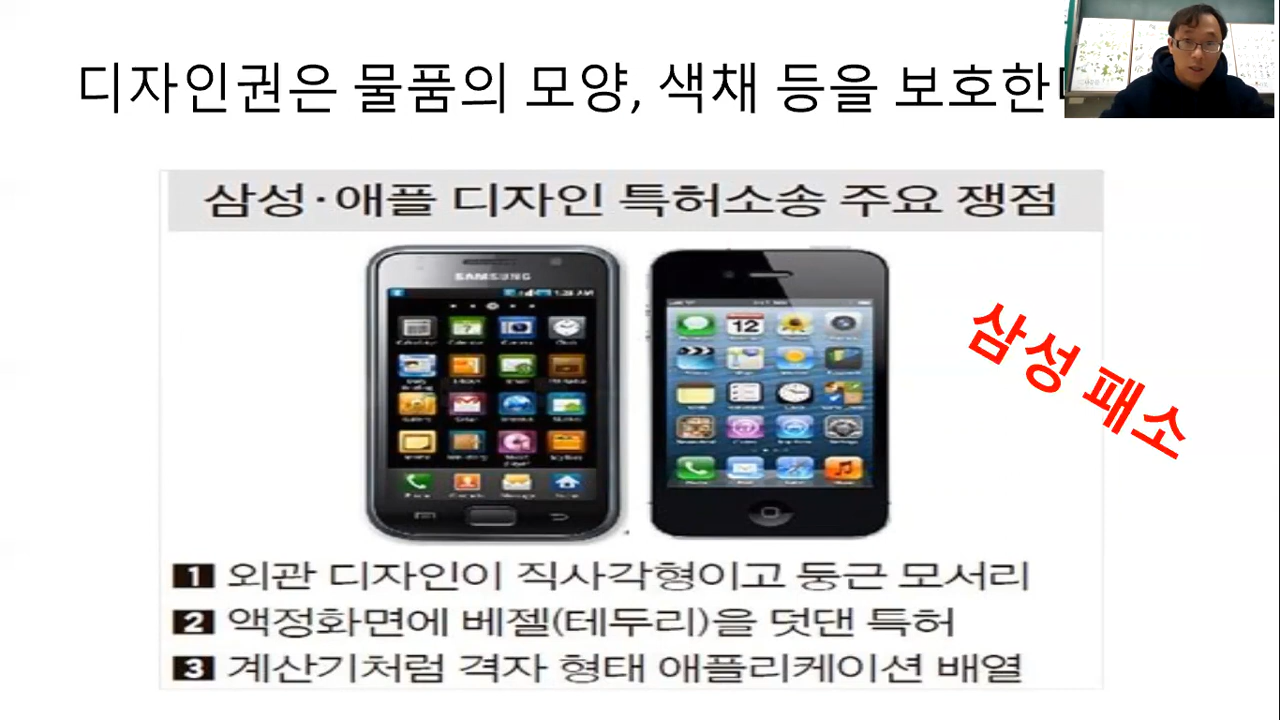 디자인권은 물품의 모양, 색채 등을 보호한
삼성·애플 디자인 특허소송 주요 쟁점
SAMSUNG
12
삼성 패소
1 외관 디자인이 직사각형이고 둥근 모서리
2 액정화면에 베젤(테두리)을 덧댄 특허
3 계산기처럼 격자 형태 애플리케이션 배열